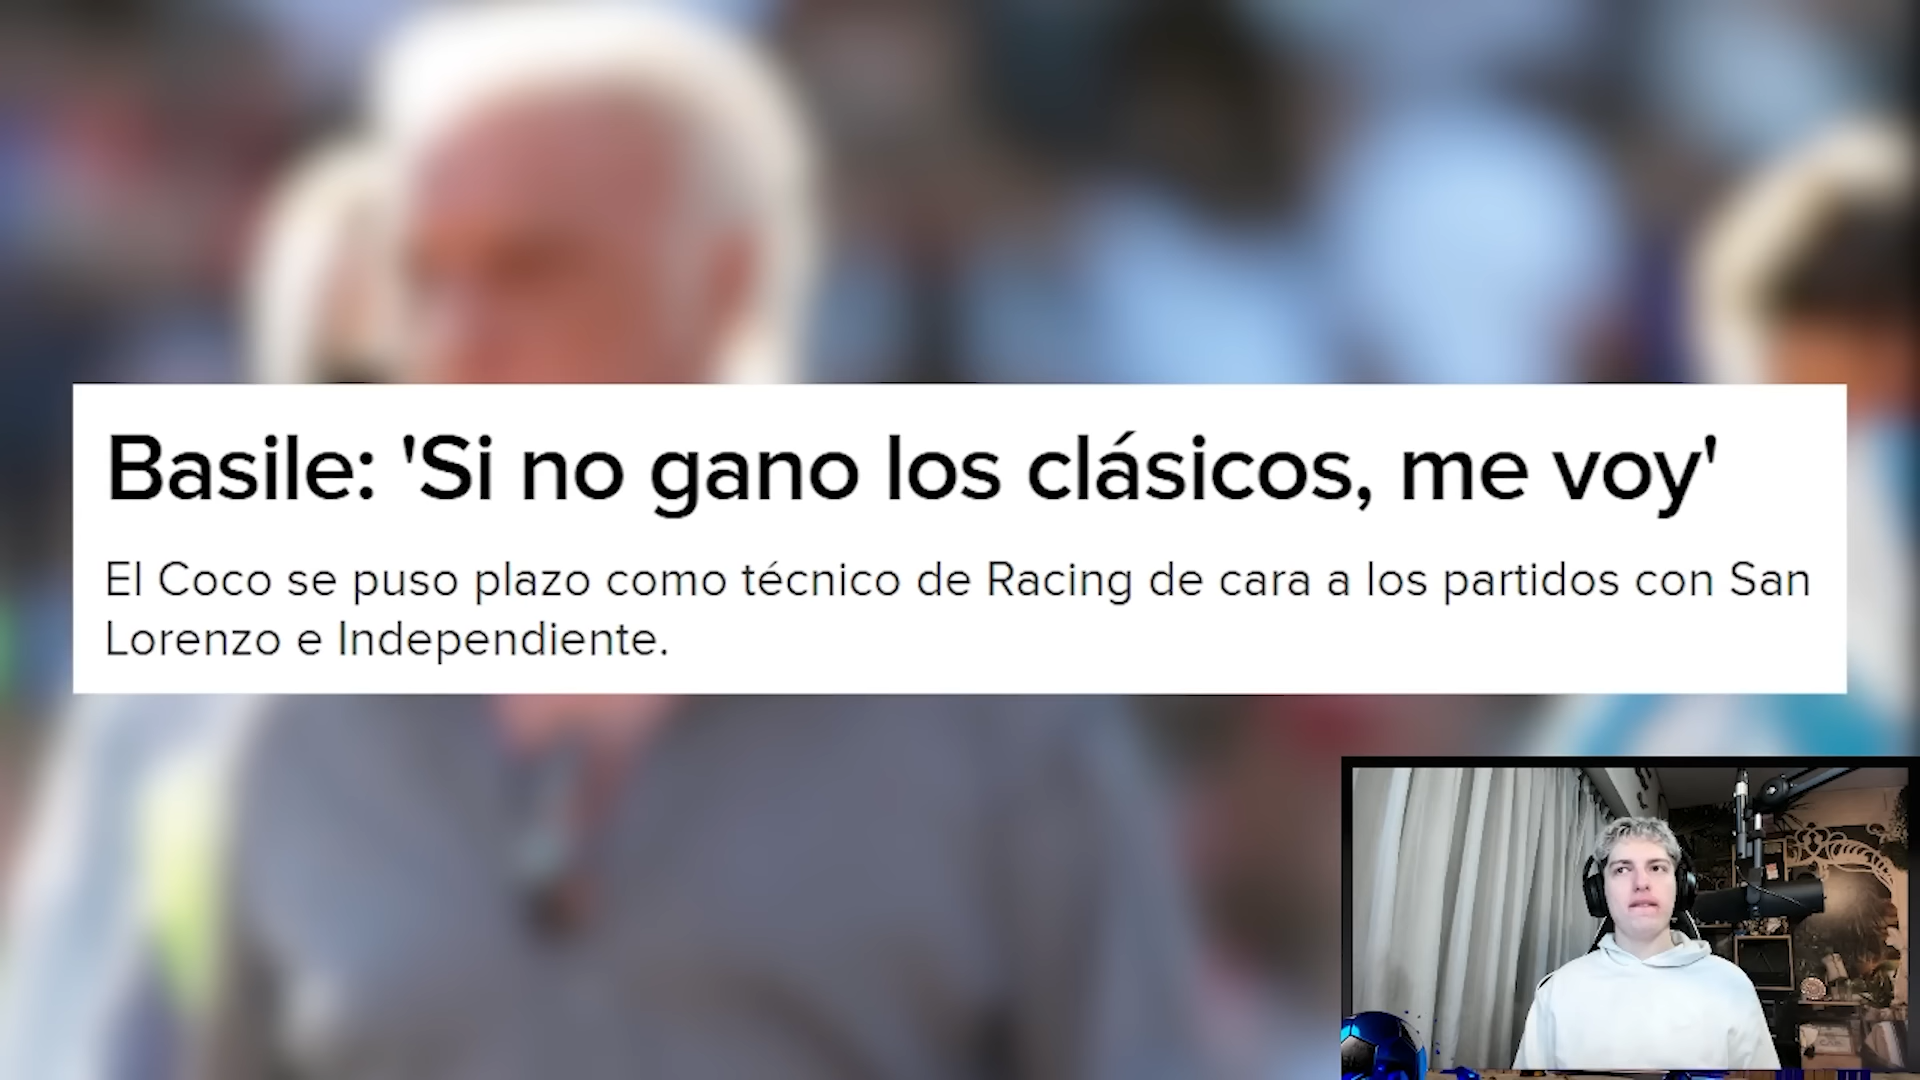 Basile: 'Si no gano los clásicos, me voy'
El Coco se puso plazo como técnico de Racing de cara a los partidos con San
Lorenzo e Independiente.